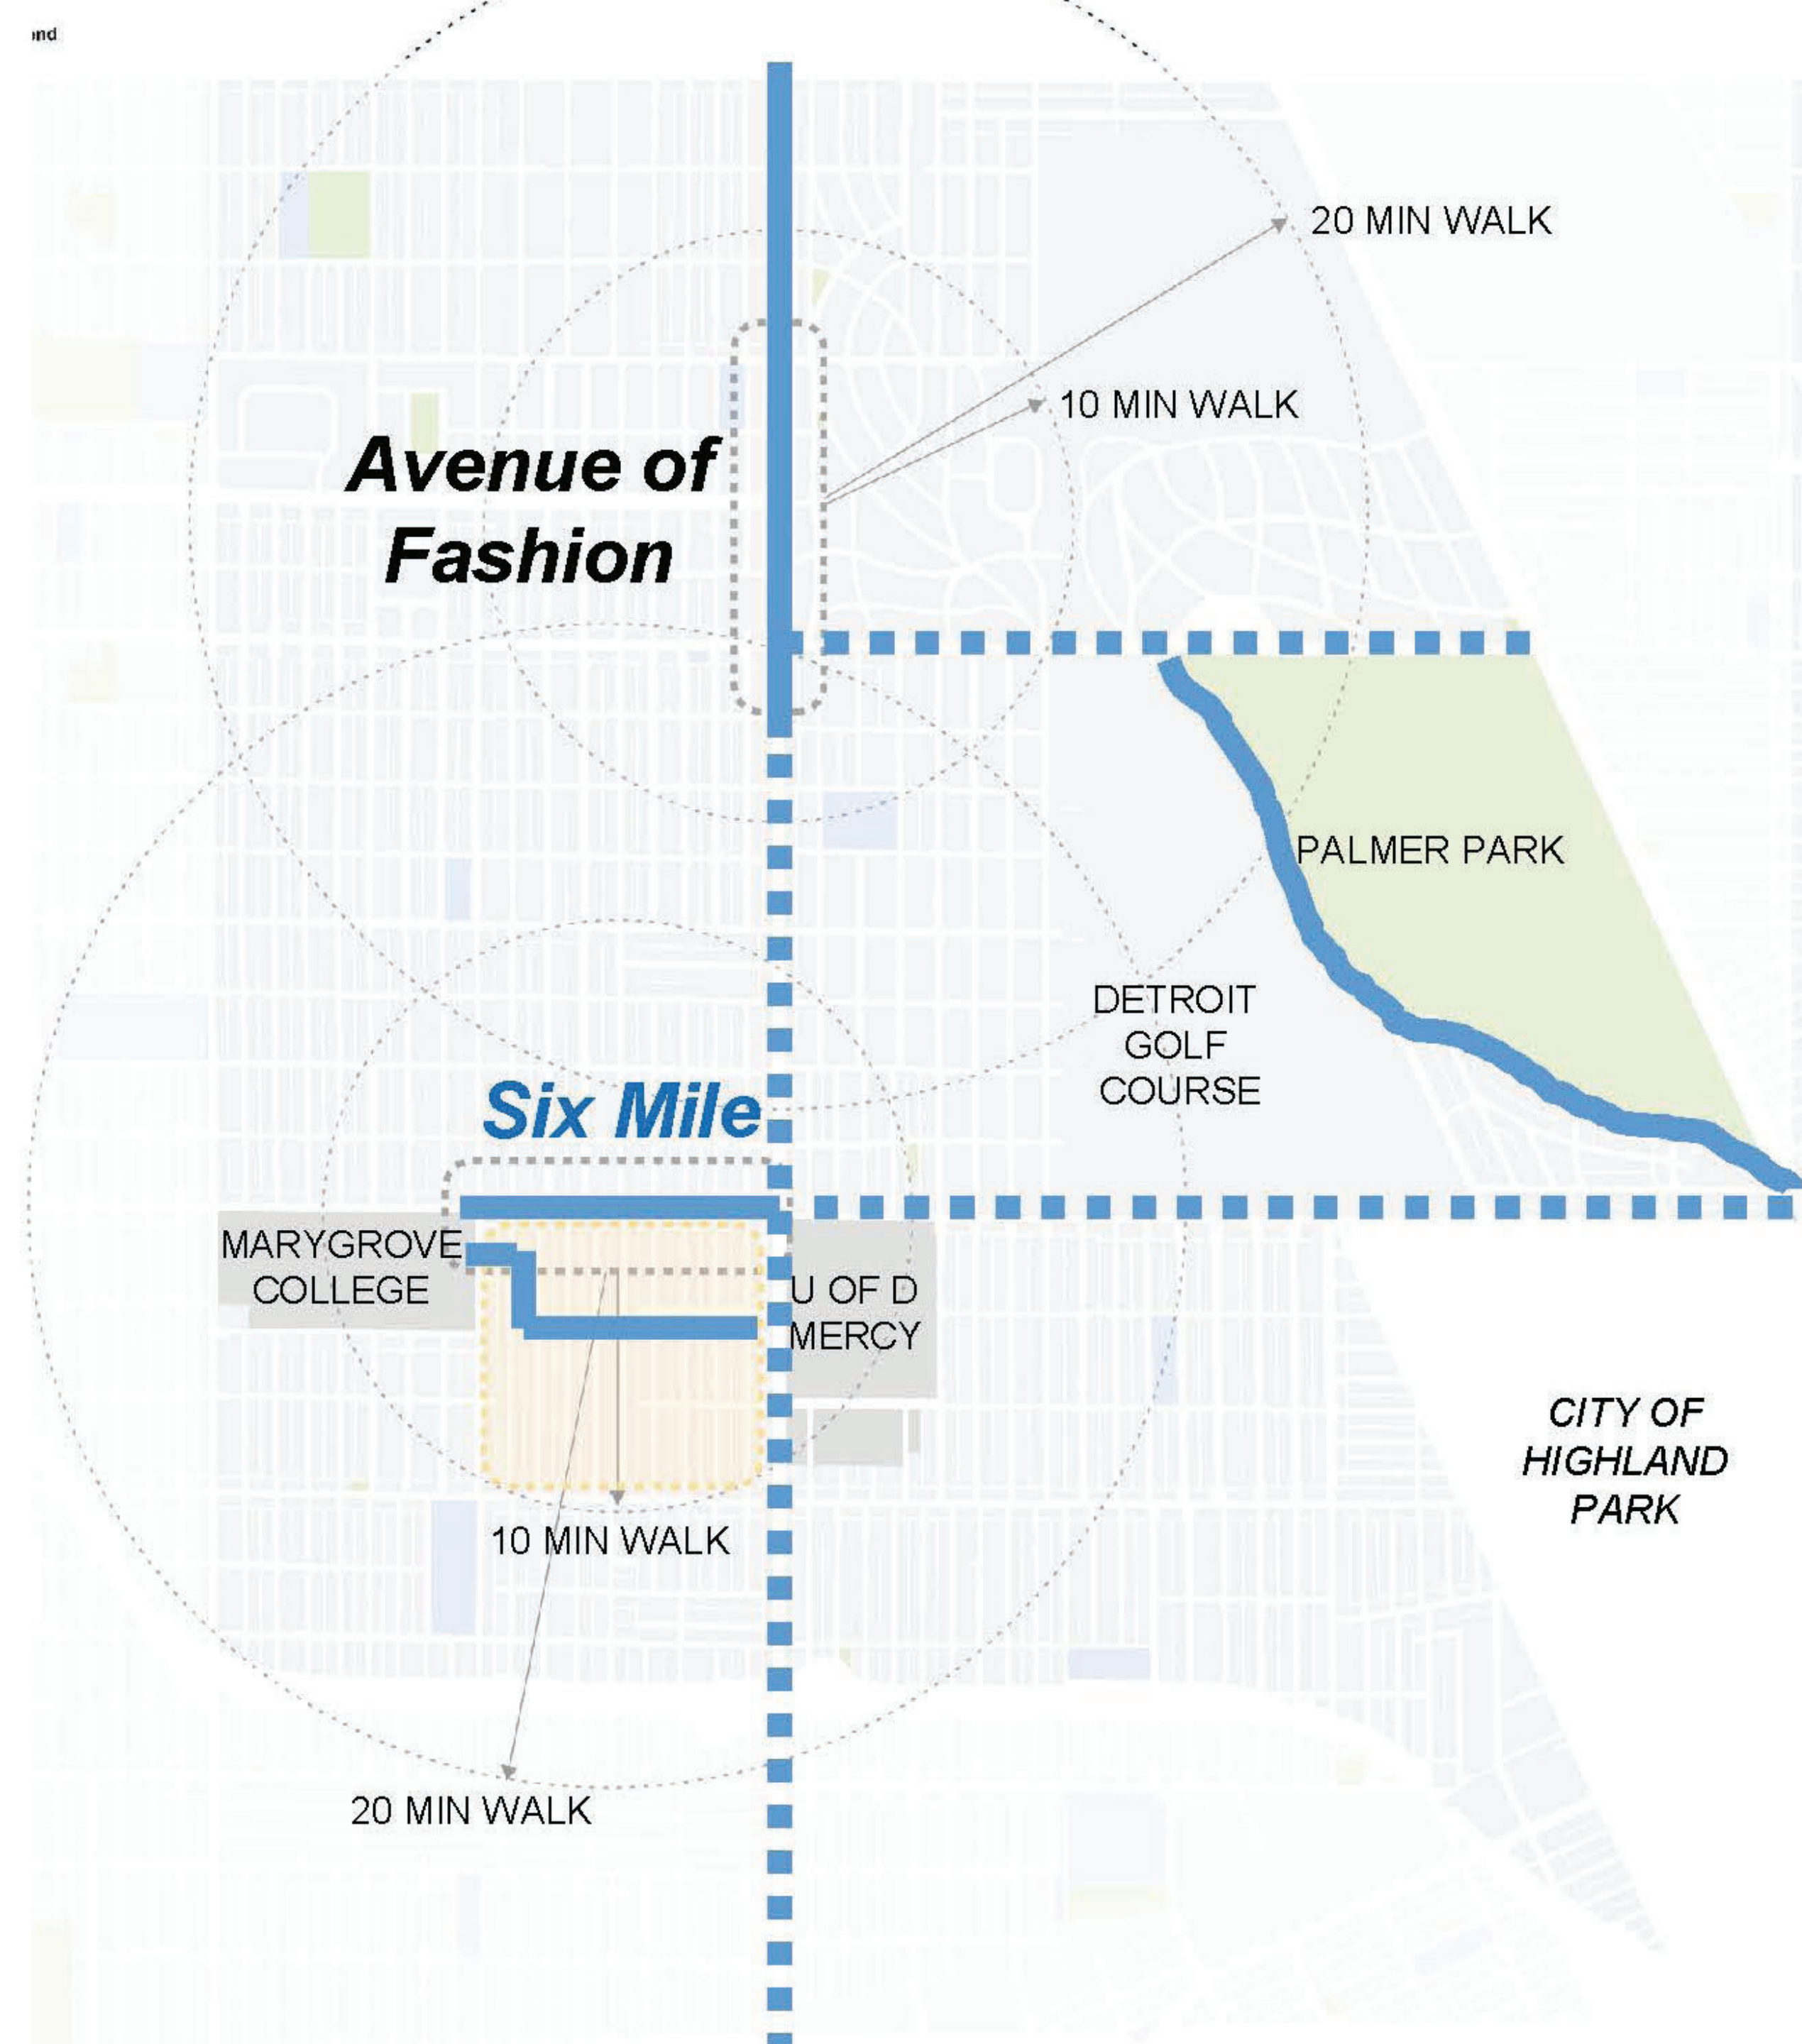 20 MIN WALK
10 MIN WALK
Avenue of
Fashion
PALMER PARK
DETROIT
GOLF
COURSE
Six Mile
MARYGROVE
COLLEGE
U OF D
MERCY
CITY OF
HIGHLAND
PARK
10 MIN WALK
20 MIN WALK